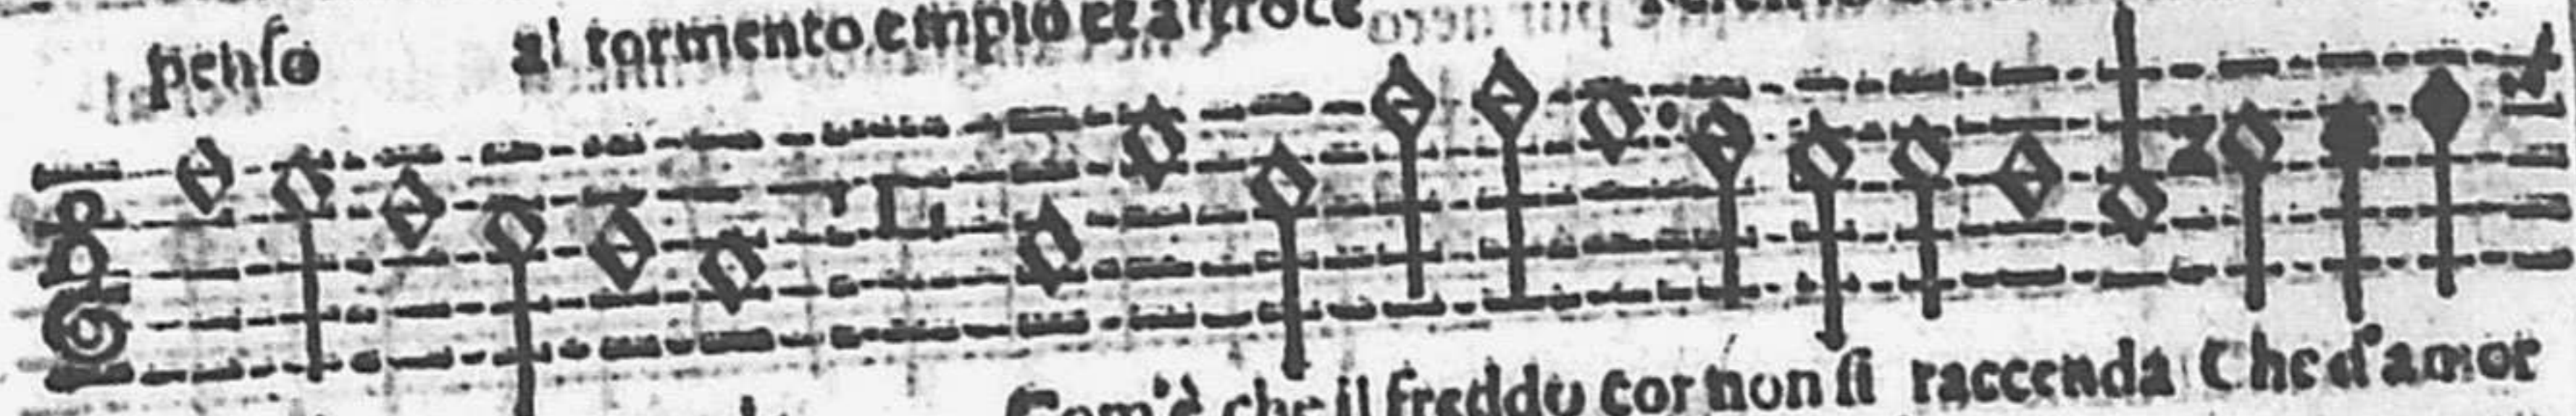 penso al tormento empio et atroce
Com'è che il freddo cor non si raccenda Che d'amor